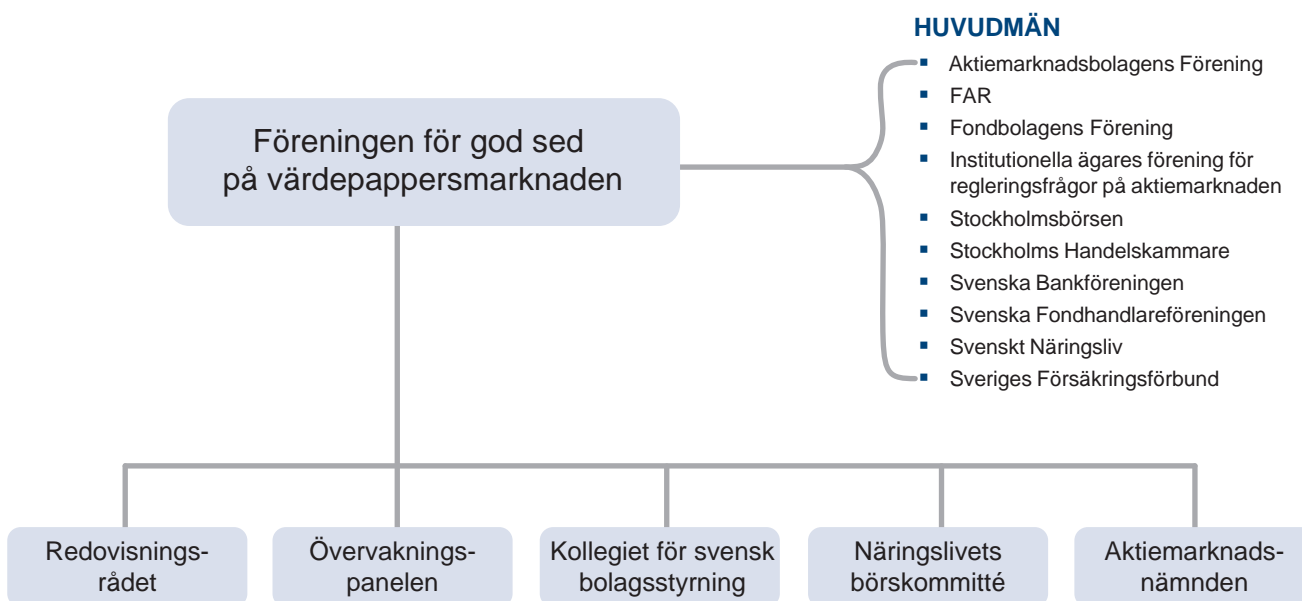 HUVUDMÄN
▪ Aktiemarknadsbolagens Förening
▪ FAR
▪ Fondbolagens Förening
▪ Institutionella ägares förening för
regleringsfrågor på aktiemarknaden
▪ Stockholmsbörsen
▪ Stockholms Handelskammare
▪ Svenska Bankföreningen
▪ Svenska Fondhandlareföreningen
▪ Svenskt Näringsliv
▪ Sveriges Försäkringsförbund
Föreningen för god sed
på värdepappersmarknaden
Redovisnings-
rådet
Övervaknings-
panelen
Kollegiet för svensk
bolagsstyrning
Näringslivets
börskommitté
Aktiemarknads-
nämnden